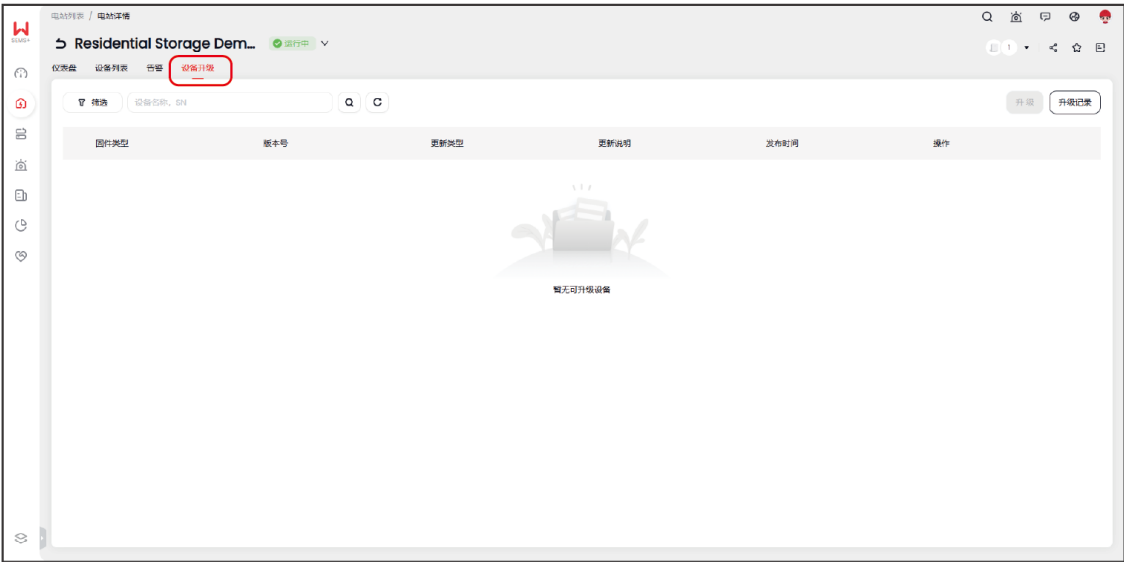 电站列表 / 电站详情
SEMS+
Residential Storage Dem... 运行中
1
仪表盘 设备列表 告警 设备升级
筛选 设备名称、SN 升级 升级记录
固件类型 版本号 更新类型 更新说明 发布时间 操作
暂无可升级设备